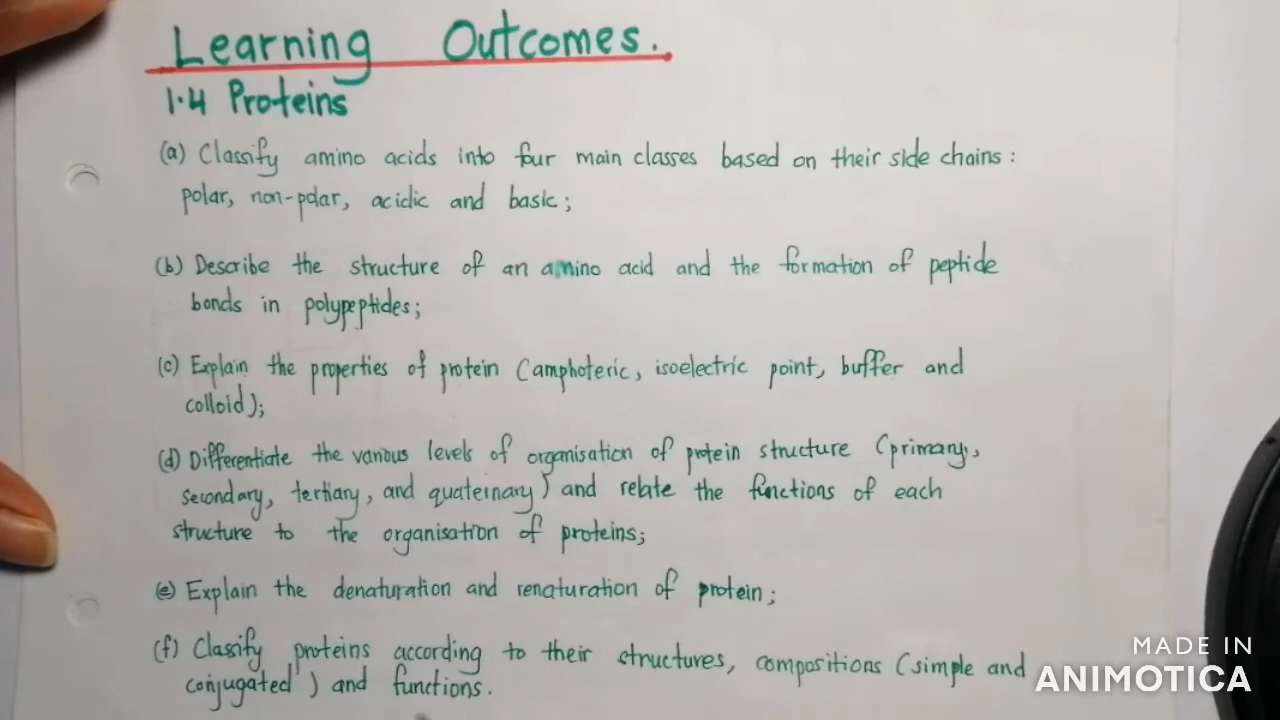 Learning Outcomes.
1.4 Proteins
(a) Classify amino acids into four main classes based on their side chains:
polar, non-polar, acidic and basic;
(b) Describe the structure of an amino acid and the formation of peptide
bonds in polypeptides;
(c) Explain the properties of protein (amphoteric, isoelectric point, buffer and
colloid);
(d) Differentiate the various levels of organisation of protein structure (primary,
secondary, tertiary, and quaternary) and relate the functions of each
structure to the organisation of proteins;
(e) Explain the denaturation and renaturation of protein;
(f) Classify proteins according to their structures, compositions (simple and
conjugated) and functions.
MADE IN
ANIMOTICA